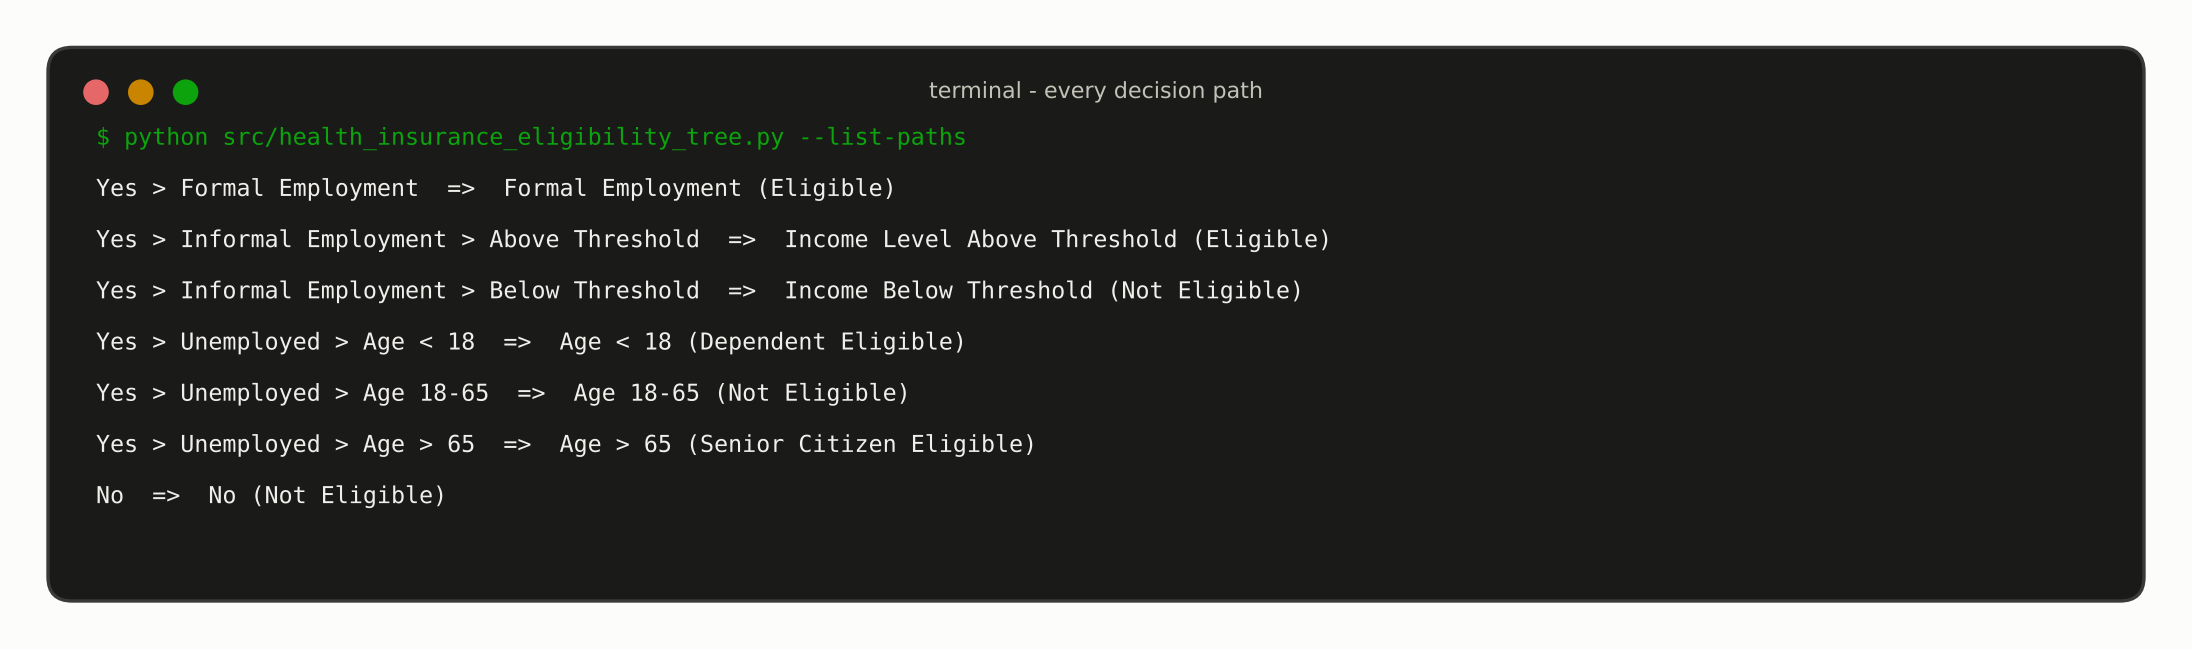 terminal - every decision path
$ python src/health_insurance_eligibility_tree.py --list-paths
Yes > Formal Employment  =>  Formal Employment (Eligible)
Yes > Informal Employment > Above Threshold  =>  Income Level Above Threshold (Eligible)
Yes > Informal Employment > Below Threshold  =>  Income Below Threshold (Not Eligible)
Yes > Unemployed > Age < 18  =>  Age < 18 (Dependent Eligible)
Yes > Unemployed > Age 18-65  =>  Age 18-65 (Not Eligible)
Yes > Unemployed > Age > 65  =>  Age > 65 (Senior Citizen Eligible)
No  =>  No (Not Eligible)